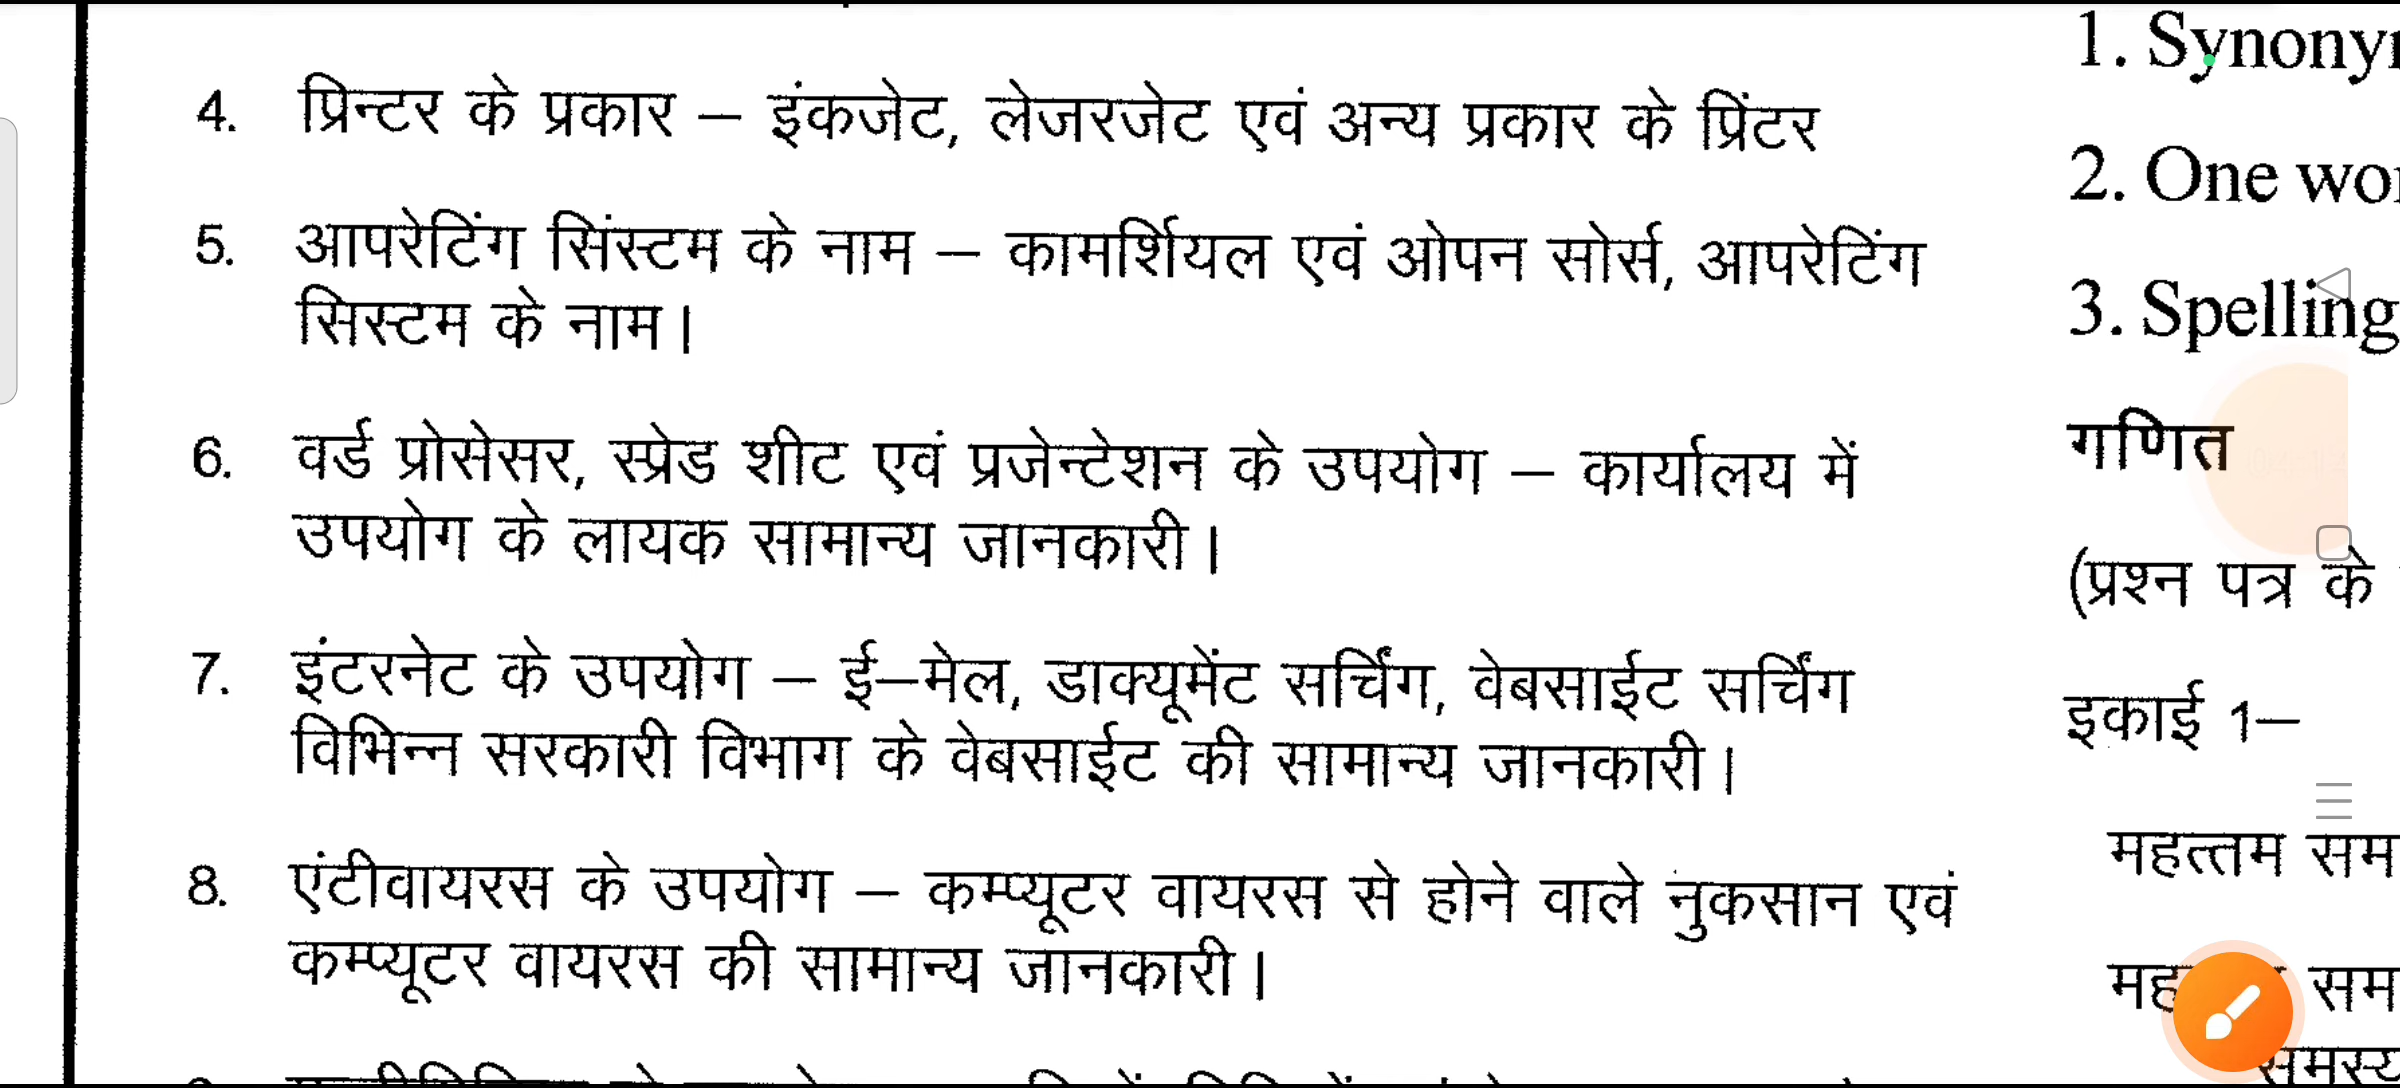 4. प्रिन्टर के प्रकार – इंकजेट, लेजरजेट एवं अन्य प्रकार के प्रिंटर
5. आपरेटिंग सिंस्टम के नाम – कामर्शियल एवं ओपन सोर्स, आपरेटिंग
सिस्टम के नाम।
6. वर्ड प्रोसेसर, स्प्रेड शीट एवं प्रजेन्टेशन के उपयोग – कार्यालय में
उपयोग के लायक सामान्य जानकारी।
7. इंटरनेट के उपयोग – ई–मेल, डाक्यूमेंट सर्चिंग, वेबसाईट सर्चिंग
विभिन्न सरकारी विभाग के वेबसाईट की सामान्य जानकारी।
8. एंटीवायरस के उपयोग – कम्प्यूटर वायरस से होने वाले नुकसान एवं
कम्प्यूटर वायरस की सामान्य जानकारी।
1.
2. One
3. Spelling
गणित
(प्रश्न पत्र के
इकाई 1–
महत्तम